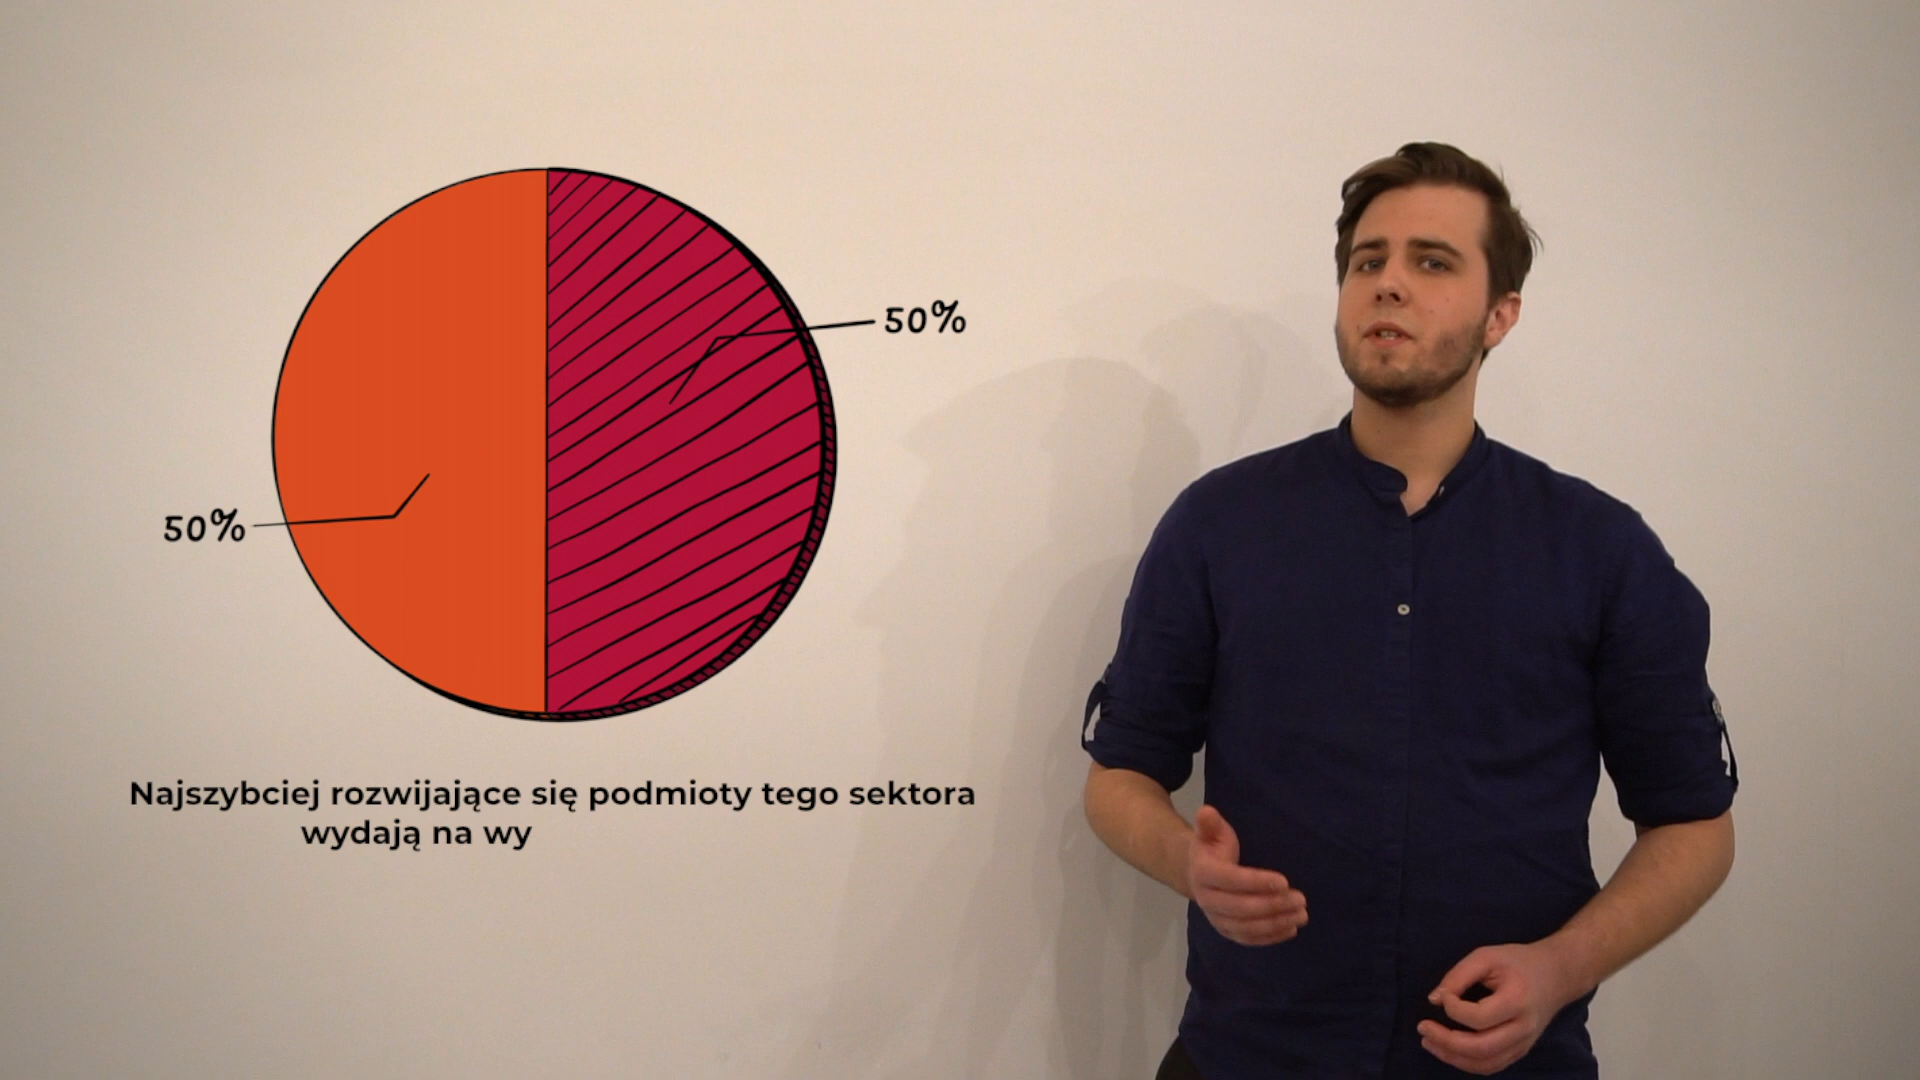 50%
50%
Najszybciej rozwijające się podmioty tego sektora
wydają na wy